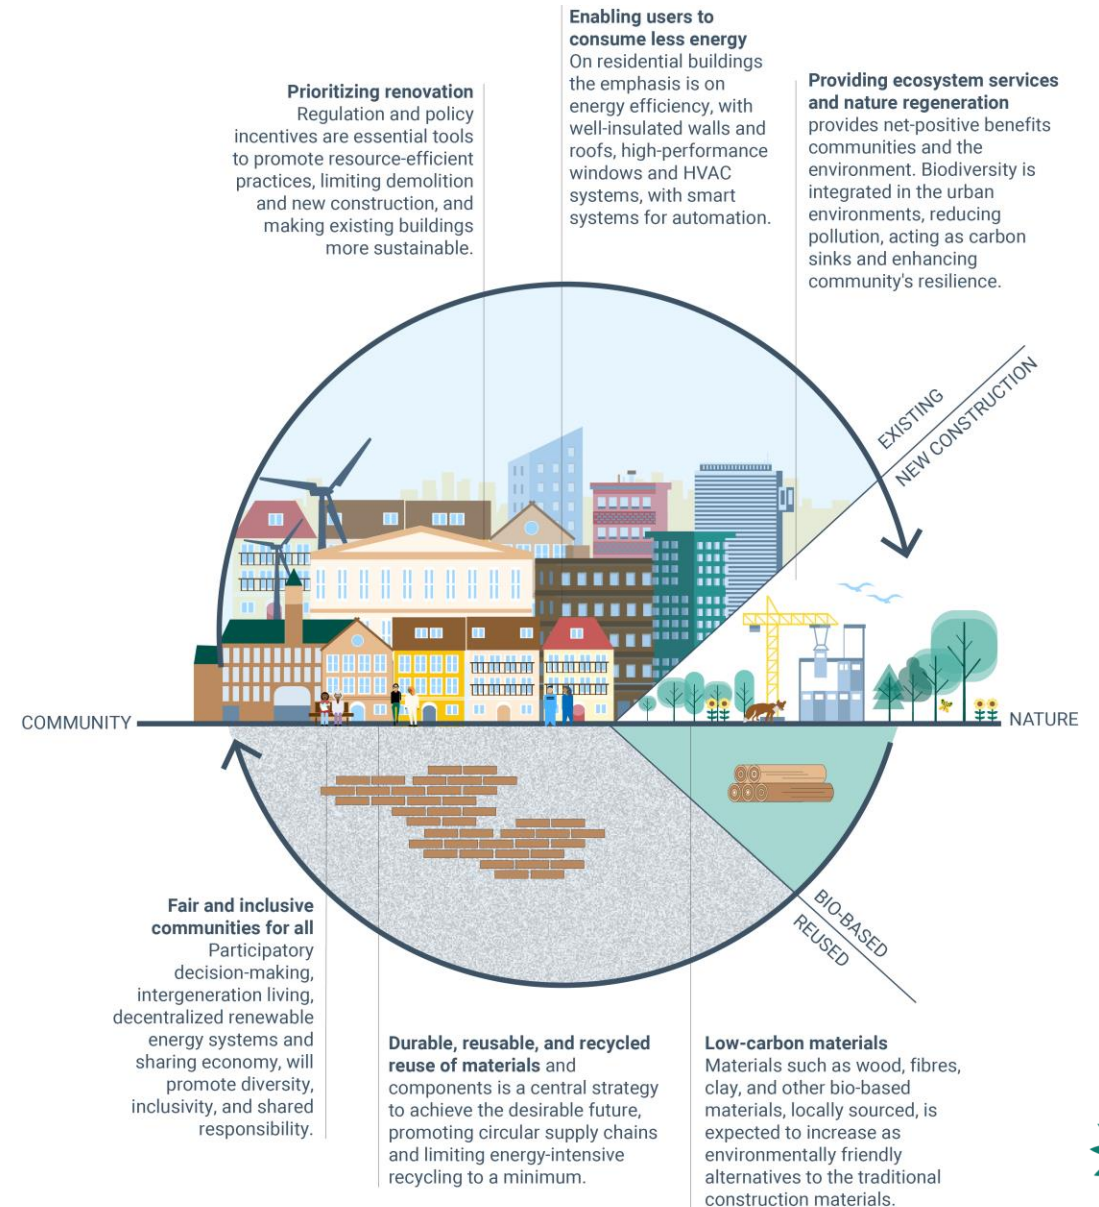 Enabling users to
consume less energy
On residential buildings
the emphasis is on
energy efficiency, with
well-insulated walls and
roofs, high-performance
windows and HVAC
systems, with smart
systems for automation.
Prioritizing renovation
Regulation and policy
incentives are essential tools
to promote resource-efficient
practices, limiting demolition
and new construction, and
making existing buildings
more sustainable.
Providing ecosystem services
and nature regeneration
provides net-positive benefits
communities and the
environment. Biodiversity is
integrated in the urban
environments, reducing
pollution, acting as carbon
sinks and enhancing
community's resilience.
EXISTING
NEW CONSTRUCTION
COMMUNITY
NATURE
BIO-BASED
REUSED
Fair and inclusive
communities for all
Participatory
decision-making,
intergeneration living,
decentralized renewable
energy systems and
sharing economy, will
promote diversity,
inclusivity, and shared
responsibility.
Durable, reusable, and recycled
reuse of materials and
components is a central strategy
to achieve the desirable future,
promoting circular supply chains
and limiting energy-intensive
recycling to a minimum.
Low-carbon materials
Materials such as wood, fibres,
clay, and other bio-based
materials, locally sourced, is
expected to increase as
environmentally friendly
alternatives to the traditional
construction materials.